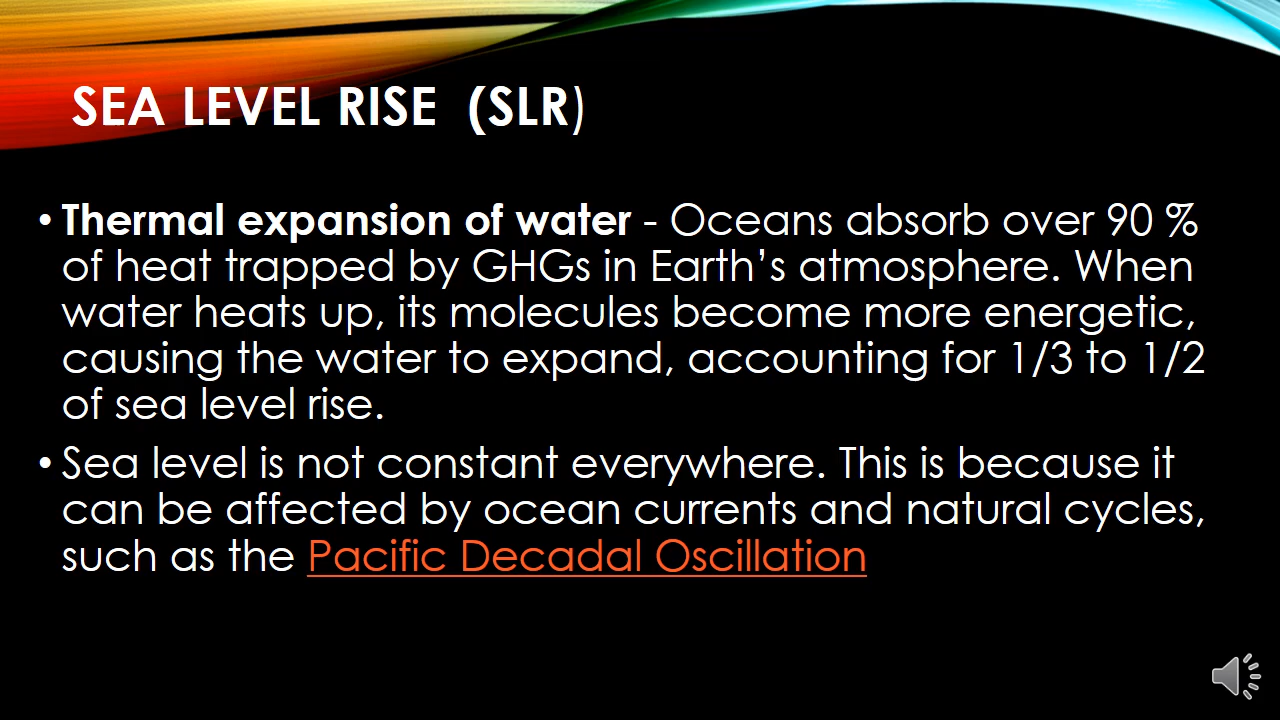 SEA LEVEL RISE (SLR)
• Thermal expansion of water - Oceans absorb over 90 %
of heat trapped by GHGs in Earth’s atmosphere. When
water heats up, its molecules become more energetic,
causing the water to expand, accounting for 1/3 to 1/2
of sea level rise.
• Sea level is not constant everywhere. This is because it
can be affected by ocean currents and natural cycles,
such as the Pacific Decadal Oscillation